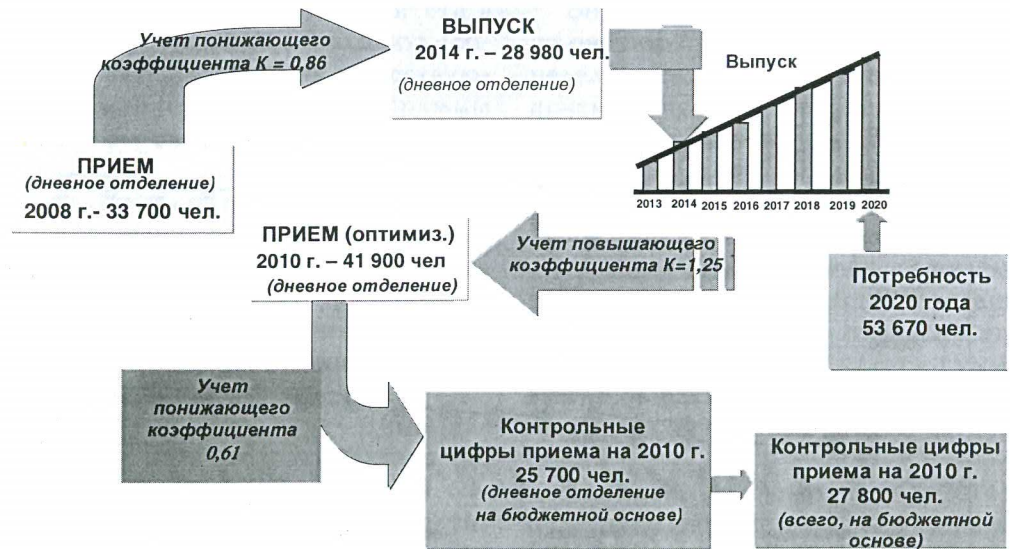 Учет понижающего
коэффициента К = 0,86
ВЫПУСК
2014 г. – 28 980 чел.
(дневное отделение)
Выпуск
ПРИЕМ
(дневное отделение)
2008 г.- 33 700 чел.
2013 2014 2015 2016 2017 2018 2019 2020
ПРИЕМ (оптимиз.)
2010 г. – 41 900 чел
(дневное отделение)
Учет повышающего
коэффициента К=1,25
Потребность
2020 года
53 670 чел.
Учет
понижающего
коэффициента
0,61
Контрольные
цифры приема на 2010 г.
25 700 чел.
(дневное отделение
на бюджетной основе)
Контрольные цифры
приема на 2010 г.
27 800 чел.
(всего, на бюджетной
основе)